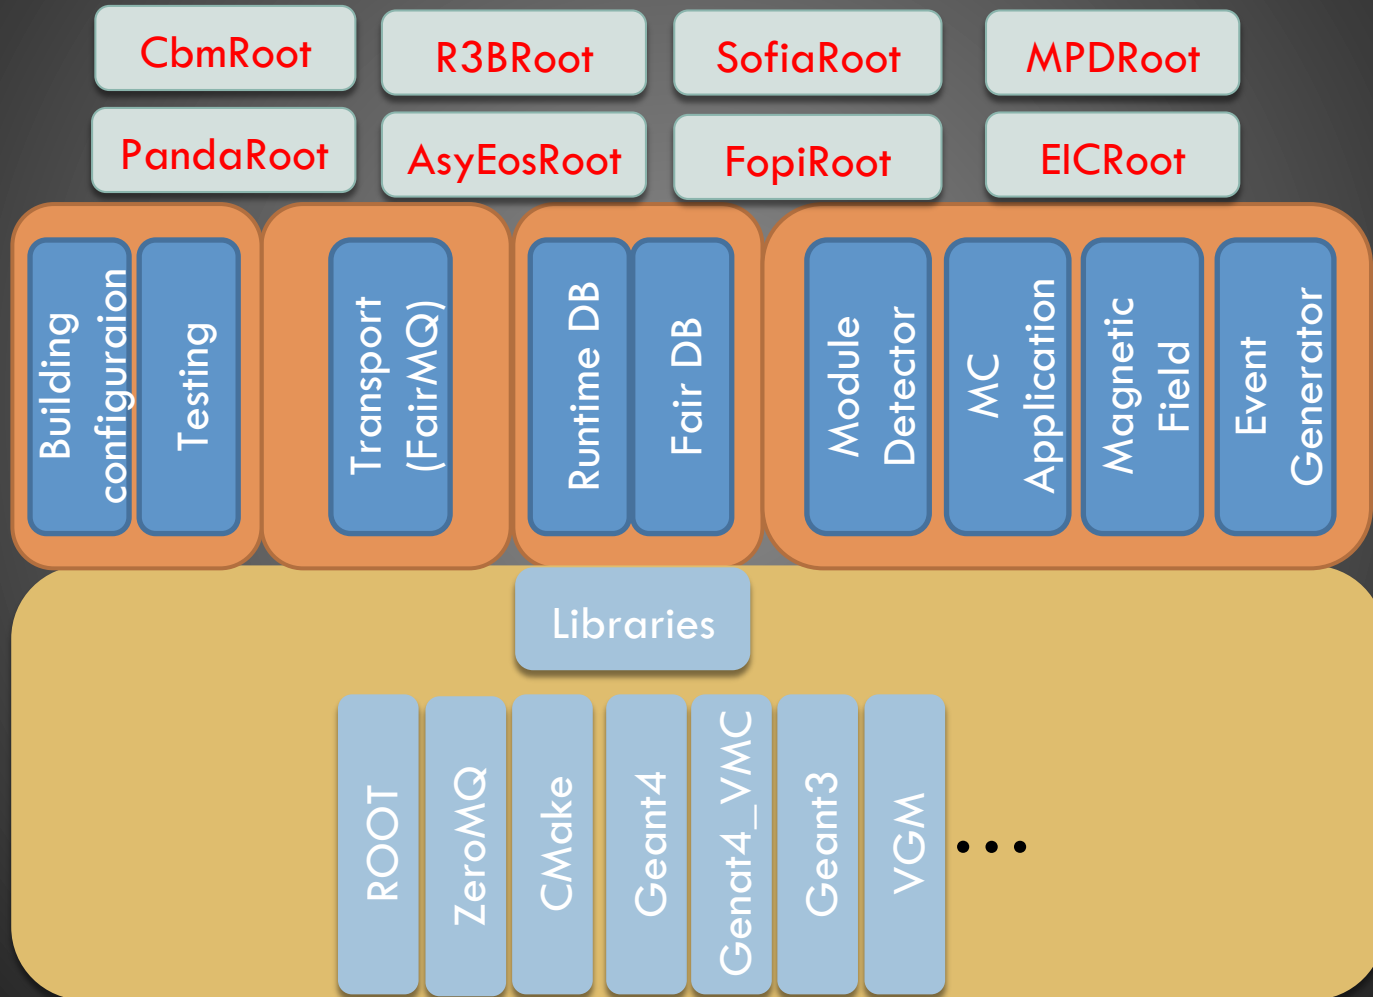 CbmRoot
R3BRoot
SofiaRoot
MPDRoot
PandaRoot
AsyEosRoot
FopiRoot
EICRoot
Building
configuraion
Testing
Transport
(FairMQ)
Runtime DB
Fair DB
Module
Detector
MC
Application
Magnetic
Field
Event
Generator
Libraries
ROOT
ZeroMQ
CMake
Geant4
Genat4_VMC
Geant3
VGM
...